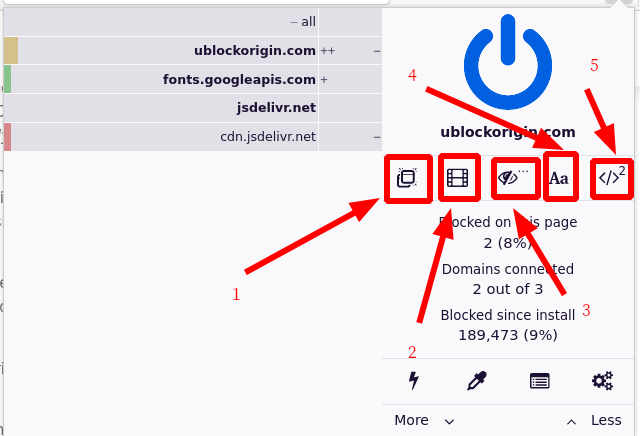 – all
ublockorigin.com ++ –
fonts.googleapis.com +
jsdelivr.net
cdn.jsdelivr.net –
ublockorigin.com
4
5
Aa
</> 2
Blocked on this page
2 (8%)
Domains connected
2 out of 3
Blocked since install
189,473 (9%)
1
2
3
More
Less